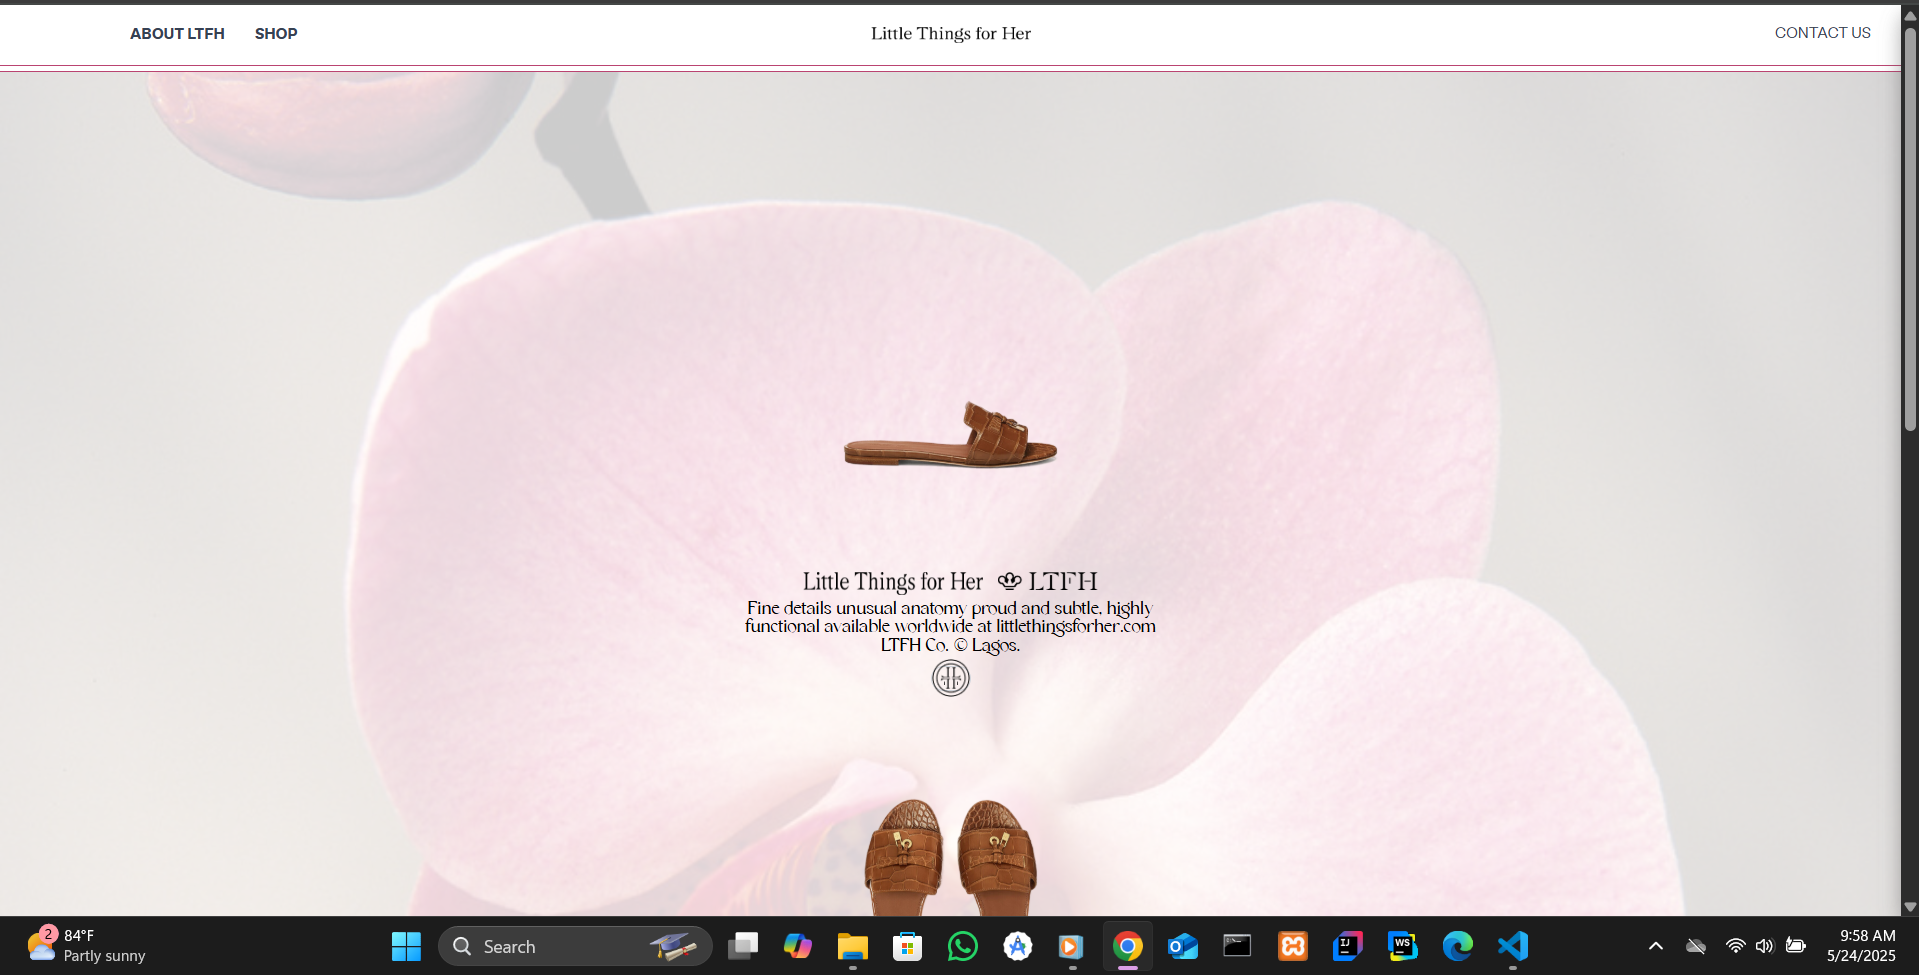 ABOUT LTFH
SHOP
Little Things for Her
CONTACT US
Little Things for Her LTFH
Fine details unusual anatomy proud and subtle, highly
functional available worldwide at littlethingsforher.com
LTFH Co. © Lagos.
2
84°F
Partly sunny
Search
IJ
WS
9:58 AM
5/24/2025